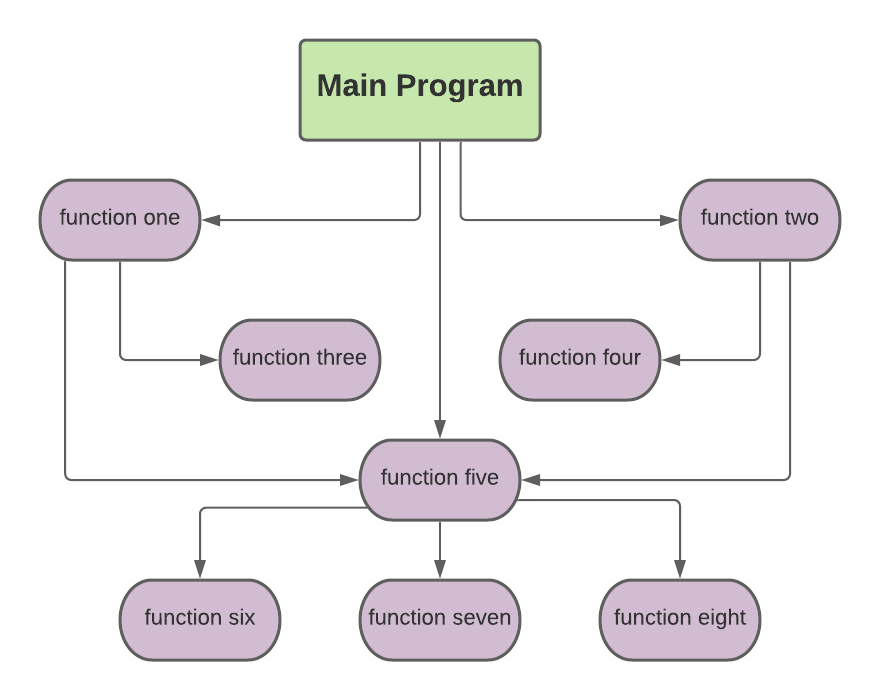 Main Program
function one
function two
function three
function four
function five
function six
function seven
function eight